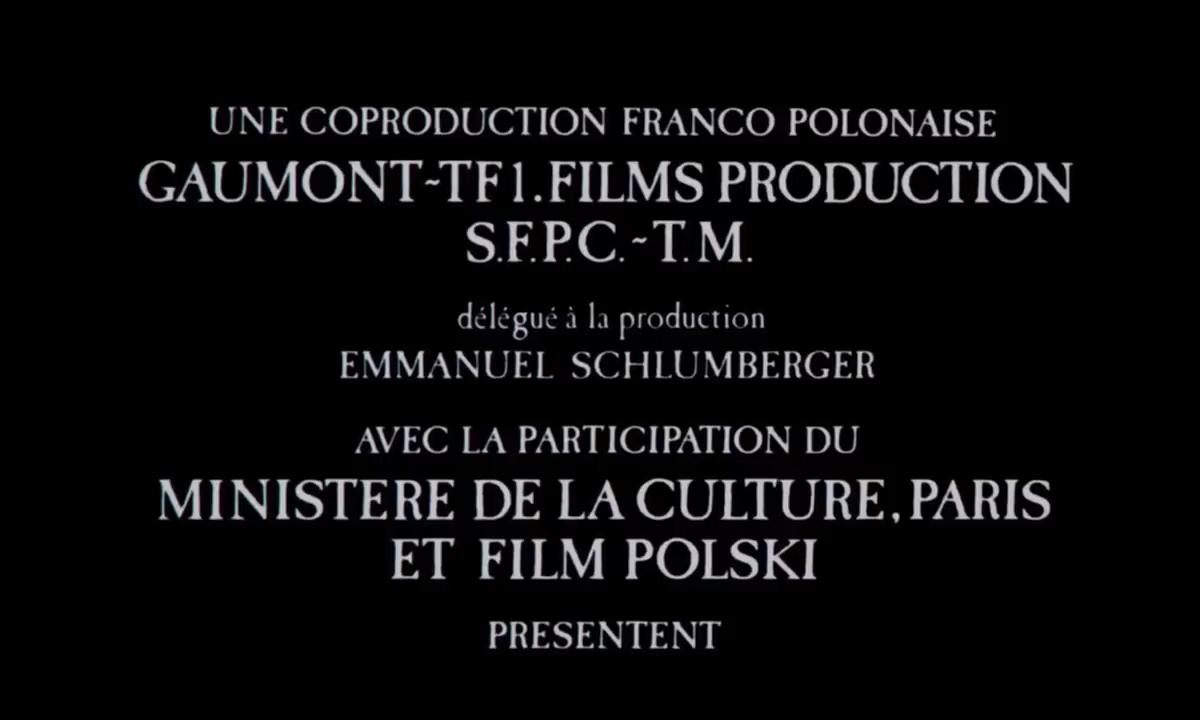 UNE COPRODUCTION FRANCO POLONAISE
GAUMONT~TF1.FILMS PRODUCTION
S.F.P.C.~T.M.
délégué à la production
EMMANUEL SCHLUMBERGER
AVEC LA PARTICIPATION DU
MINISTERE DE LA CULTURE, PARIS
ET FILM POLSKI
PRESENTENT